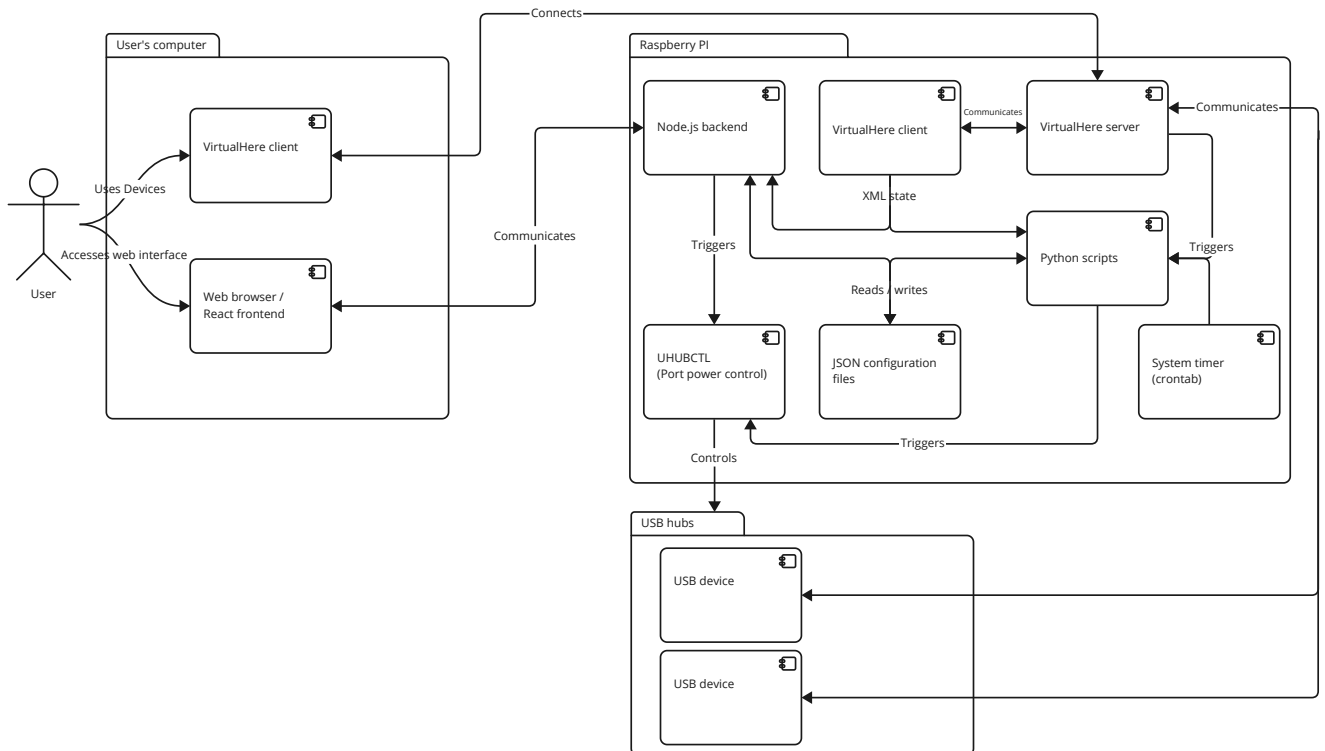 Connects
User's computer
Raspberry PI
VirtualHere client
Node.js backend
VirtualHere client
Communicates
VirtualHere server
Communicates
Uses Devices
XML state
Communicates
Triggers
Triggers
Accesses web interface
Python scripts
User
Web browser /
React frontend
Reads / writes
UHUBCTL
(Port power control)
JSON configuration
files
System timer
(crontab)
Triggers
Controls
USB hubs
USB device
USB device